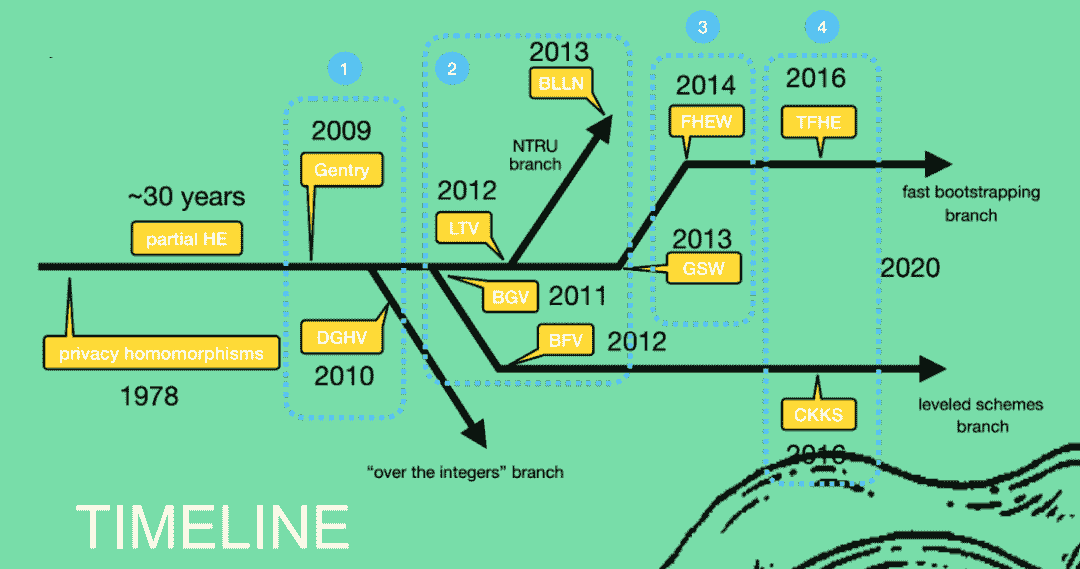 1
2
3
4
2009
Gentry
~30 years
partial HE
privacy homomorphisms
1978
DGHV
2010
“over the integers” branch
2013
BLLN
NTRU
branch
2012
LTV
BGV
2011
BFV
2012
2014
FHEW
2013
GSW
2016
TFHE
fast bootstrapping
branch
2020
leveled schemes
branch
CKKS
2016
TIMELINE